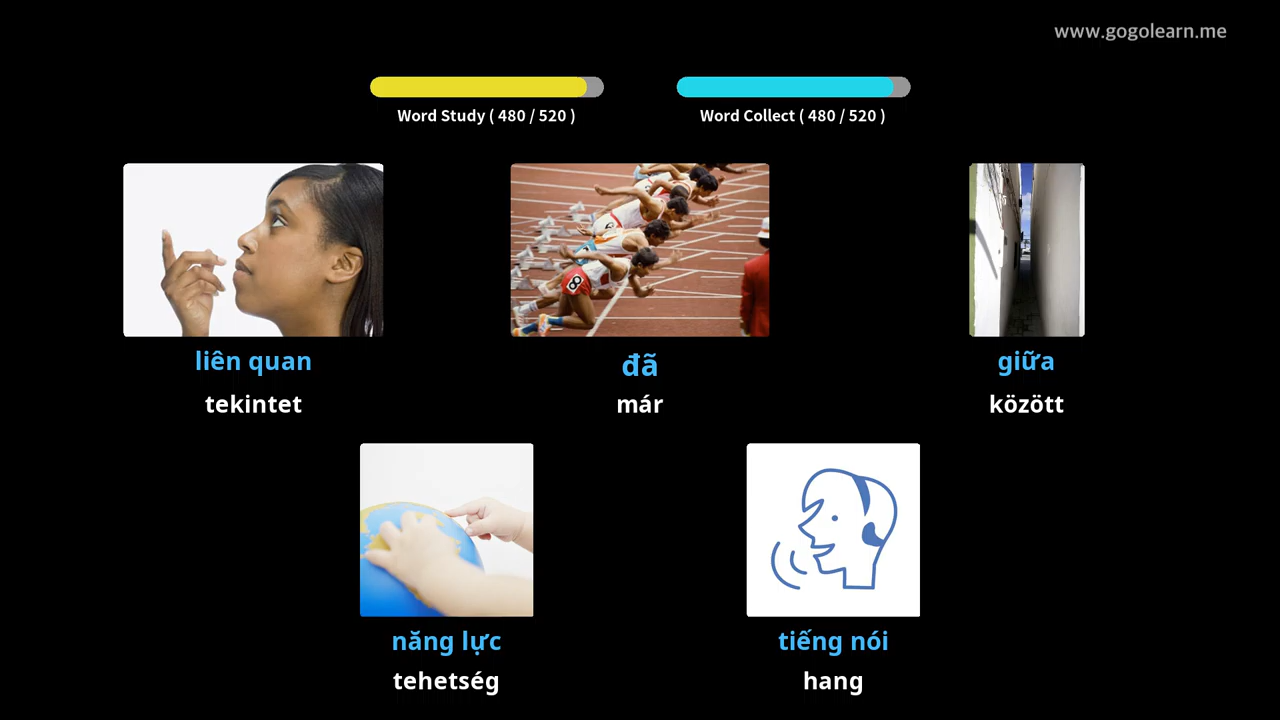 www.gogolearn.me
Word Study ( 480 / 520 )
Word Collect ( 480 / 520 )
liên quan
tekintet
đã
már
giữa
között
năng lực
tehetség
tiếng nói
hang